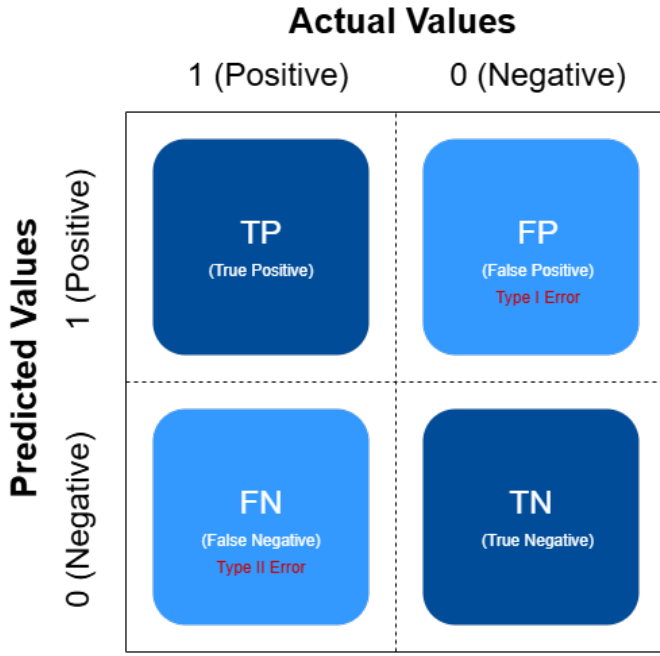 Actual Values
1 (Positive)
0 (Negative)
Predicted Values
1 (Positive)
TP
(True Positive)
FP
(False Positive)
Type I Error
0 (Negative)
FN
(False Negative)
Type II Error
TN
(True Negative)